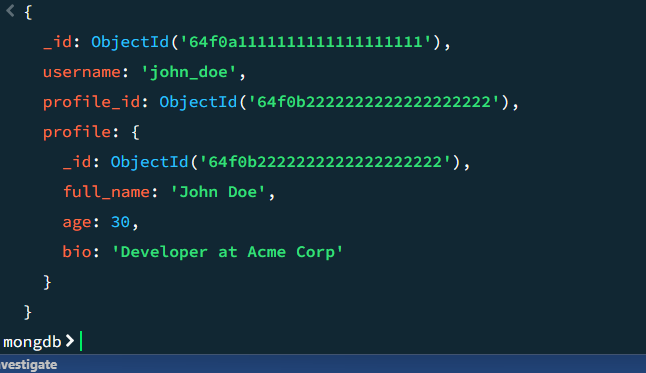 {
_id: ObjectId('64f0a1111111111111111111'),
username: 'john_doe',
profile_id: ObjectId('64f0b2222222222222222222'),
profile: {
_id: ObjectId('64f0b2222222222222222222'),
full_name: 'John Doe',
age: 30,
bio: 'Developer at Acme Corp'
}
}
mongdb>
nvestigate